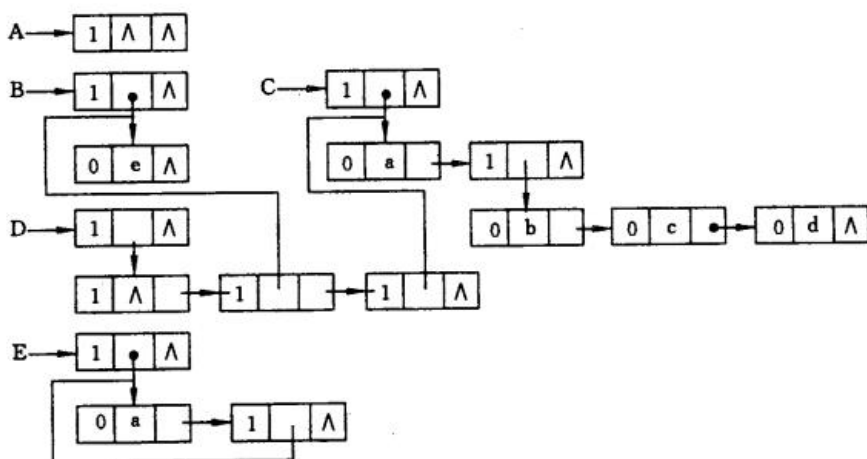 A 1 ∧ ∧
B 1 ∧ C 1 ∧
0 e ∧ 0 a 1 ∧
D 1 ∧ 0 b 0 c 0 d ∧
1 ∧ 1 1 ∧
E 1 ∧
0 a 1 ∧